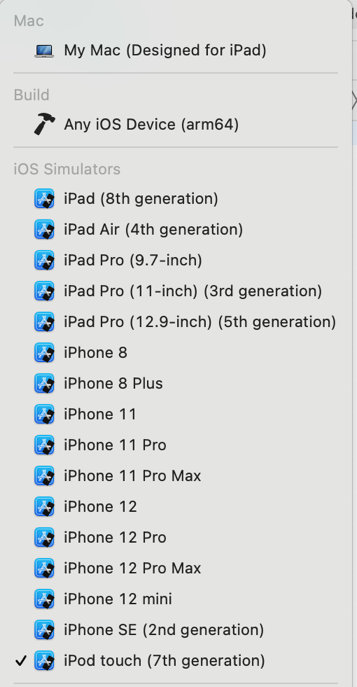 Mac
My Mac (Designed for iPad)
Build
Any iOS Device (arm64)
iOS Simulators
iPad (8th generation)
iPad Air (4th generation)
iPad Pro (9.7-inch)
iPad Pro (11-inch) (3rd generation)
iPad Pro (12.9-inch) (5th generation)
iPhone 8
iPhone 8 Plus
iPhone 11
iPhone 11 Pro
iPhone 11 Pro Max
iPhone 12
iPhone 12 Pro
iPhone 12 Pro Max
iPhone 12 mini
iPhone SE (2nd generation)
iPod touch (7th generation)